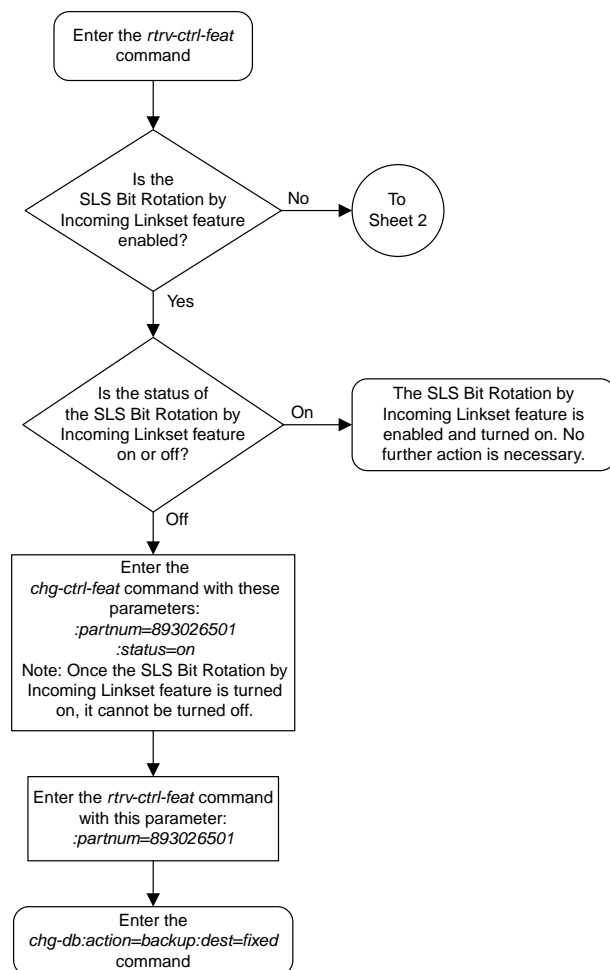 Enter the rtrv-ctrl-feat
command
Is the
SLS Bit Rotation by
Incoming Linkset feature
enabled?
No
To
Sheet 2
Yes
Is the status of
the SLS Bit Rotation by
Incoming Linkset feature
on or off?
On
The SLS Bit Rotation by
Incoming Linkset feature is
enabled and turned on. No
further action is necessary.
Off
Enter the
chg-ctrl-feat command with these
parameters:
:partnum=893026501
:status=on
Note: Once the SLS Bit Rotation by
Incoming Linkset feature is turned
on, it cannot be turned off.
Enter the rtrv-ctrl-feat command
with this parameter:
:partnum=893026501
Enter the
chg-db:action=backup:dest=fixed
command